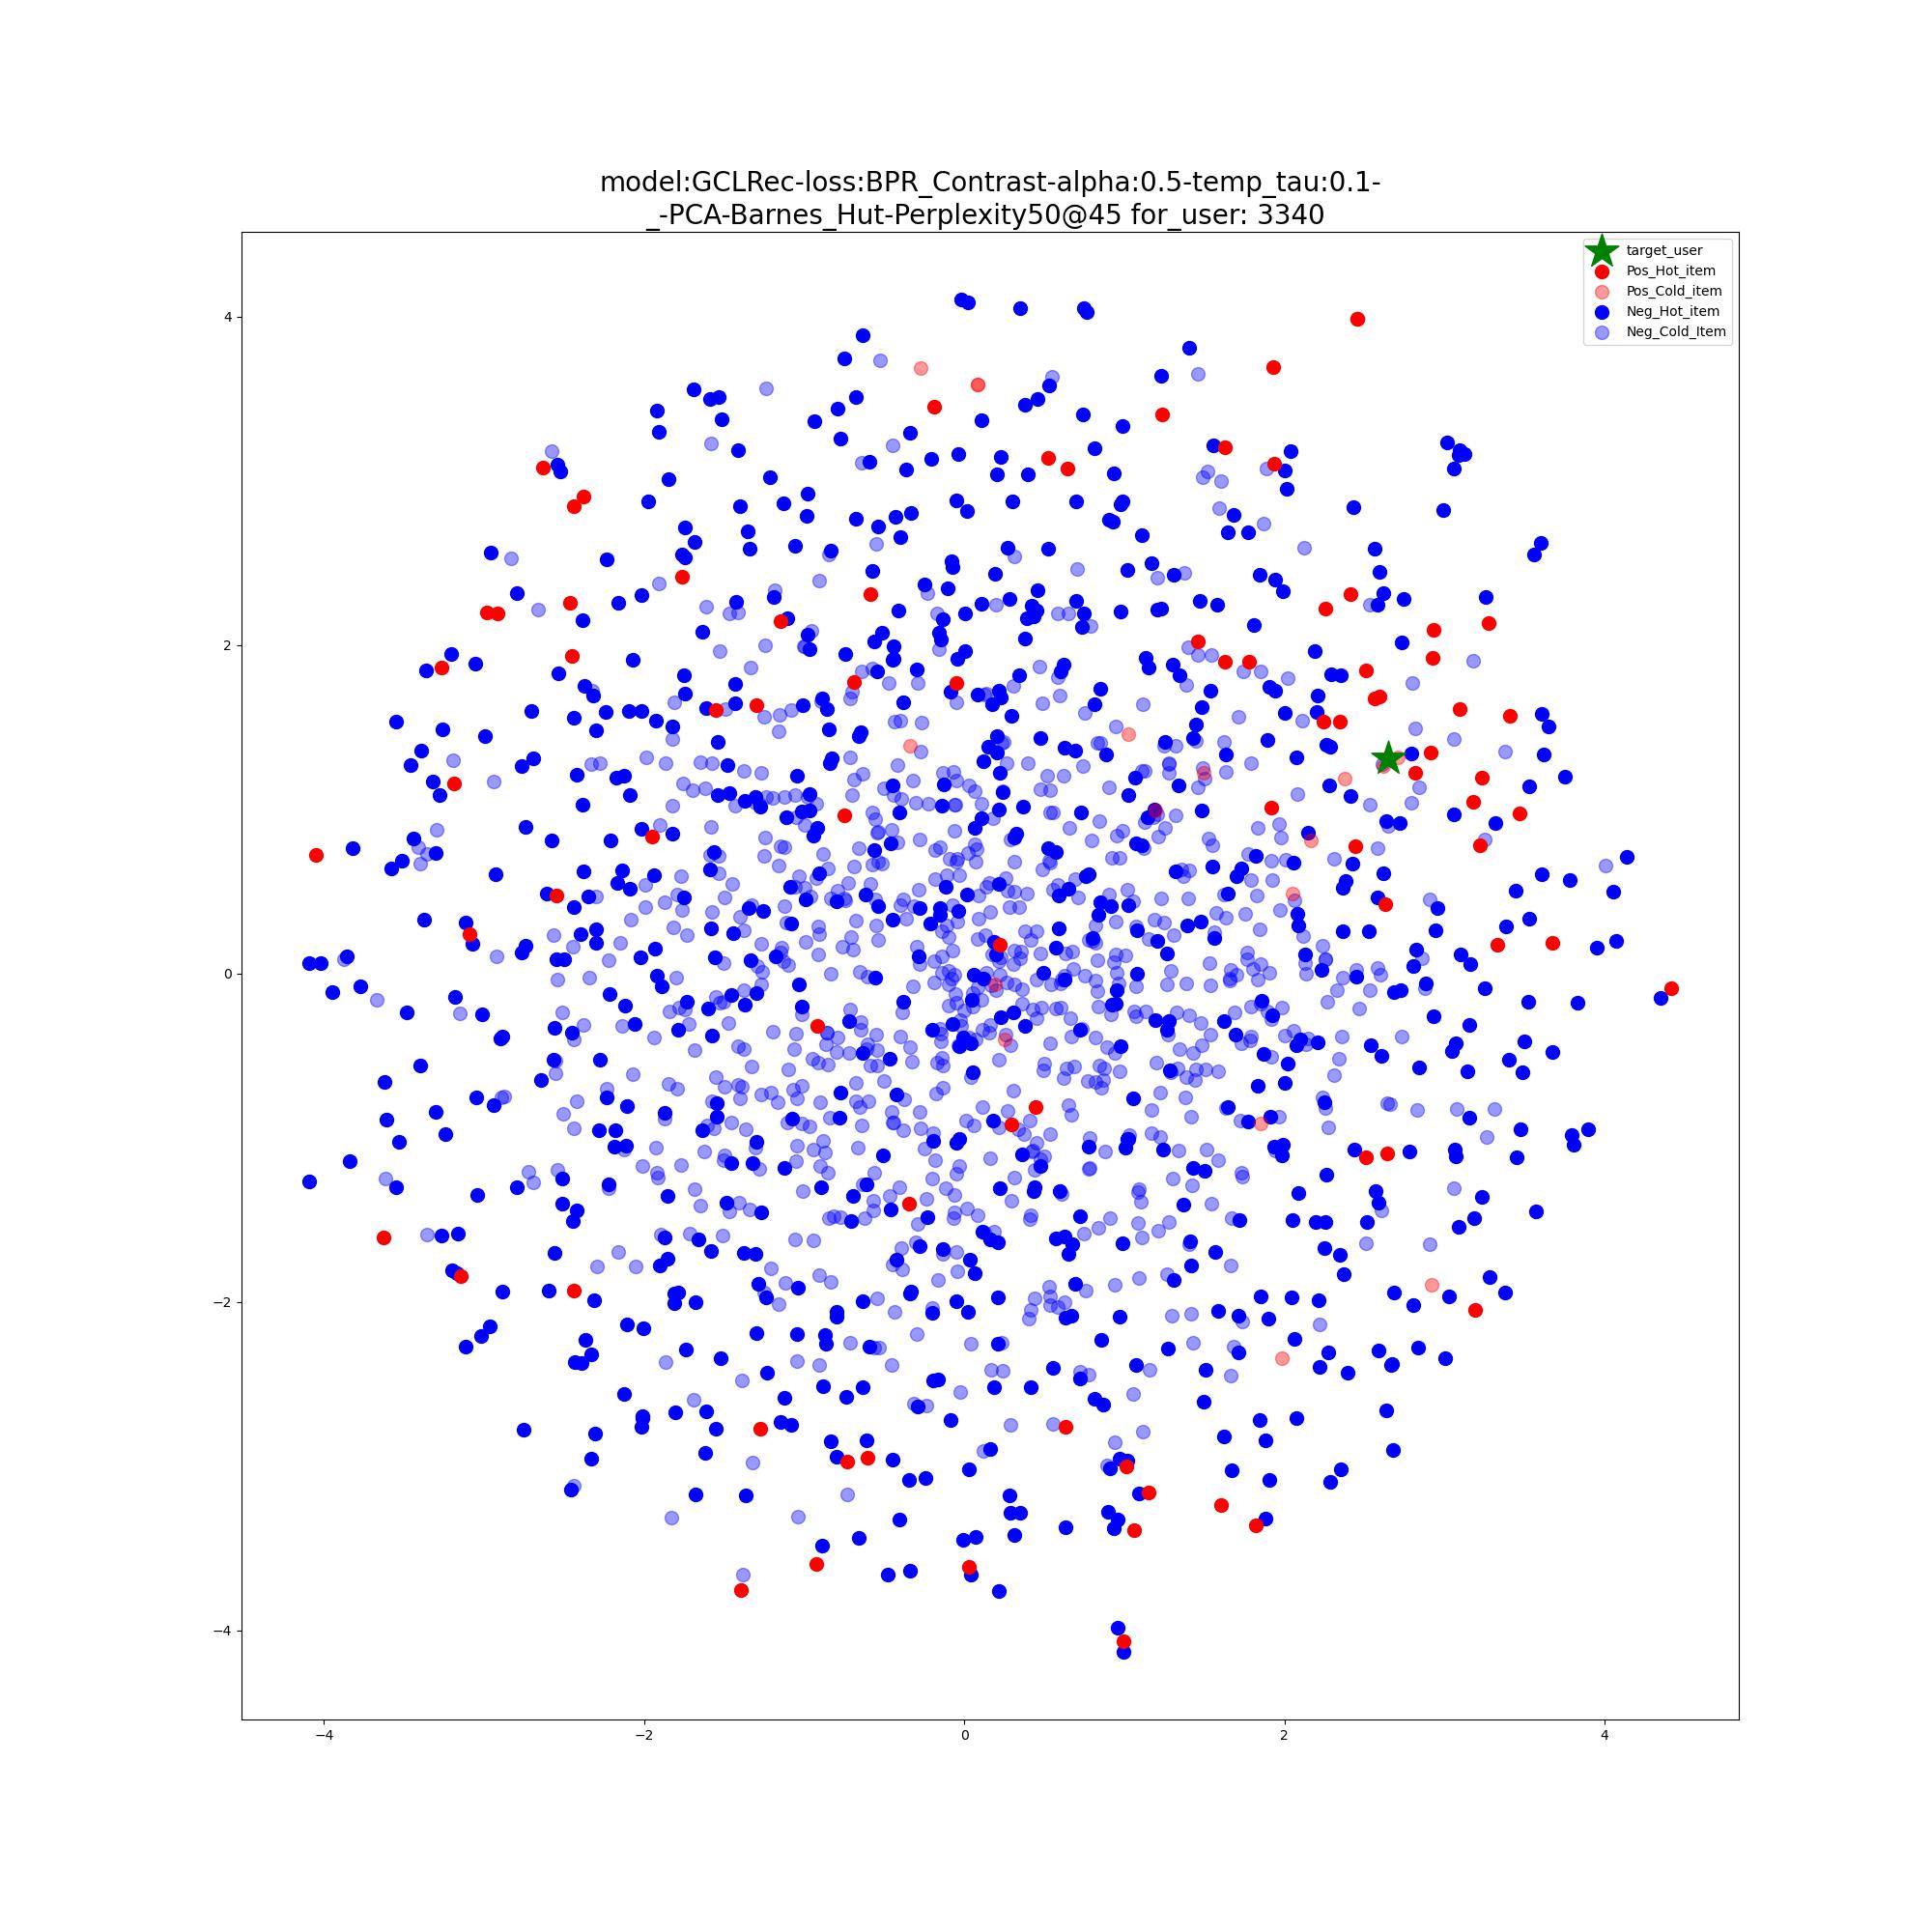 model:GCLRec-loss:BPR_Contrast-alpha:0.5-temp_tau:0.1-
_-PCA-Barnes_Hut-Perplexity50@45 for_user: 3340
target_user
Pos_Hot_item
Pos_Cold_item
Neg_Hot_item
Neg_Cold_Item
4
2
0
−2
−4
−4
−2
0
2
4